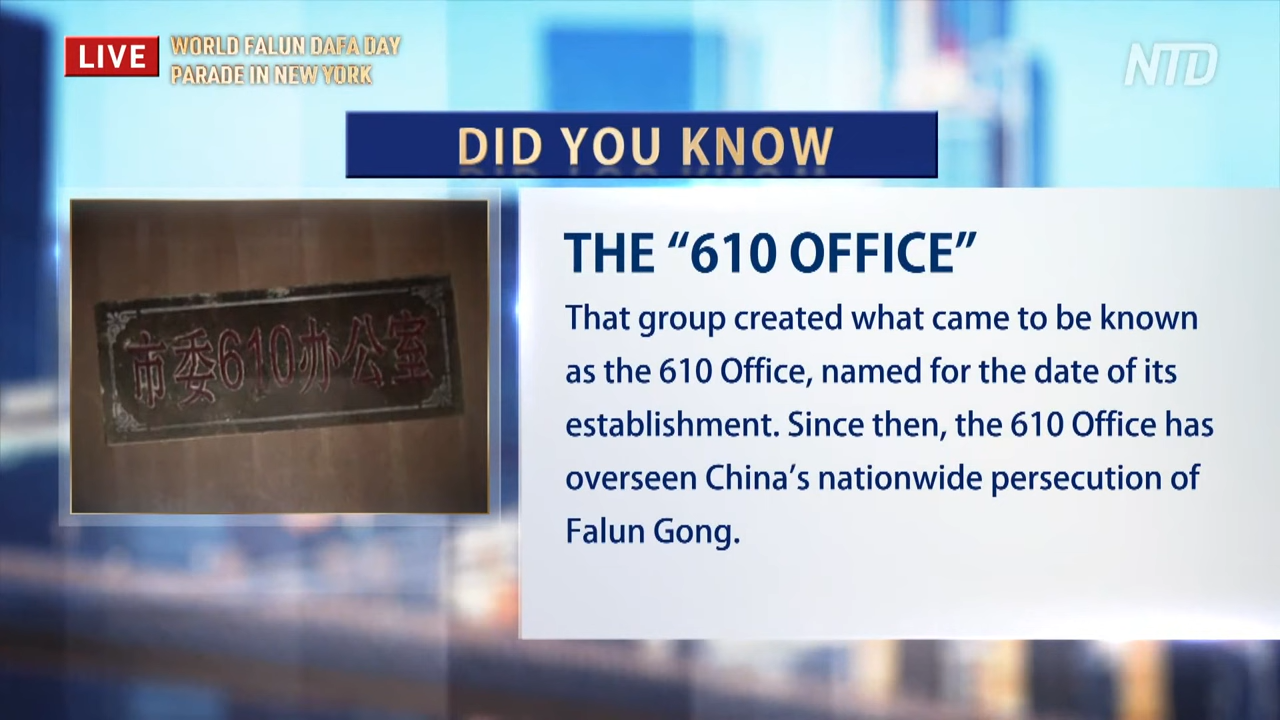 LIVE
WORLD FALUN DAFA DAY
PARADE IN NEW YORK
NTD
DID YOU KNOW
市委610办公室
THE “610 OFFICE”
That group created what came to be known
as the 610 Office, named for the date of its
establishment. Since then, the 610 Office has
overseen China’s nationwide persecution of
Falun Gong.